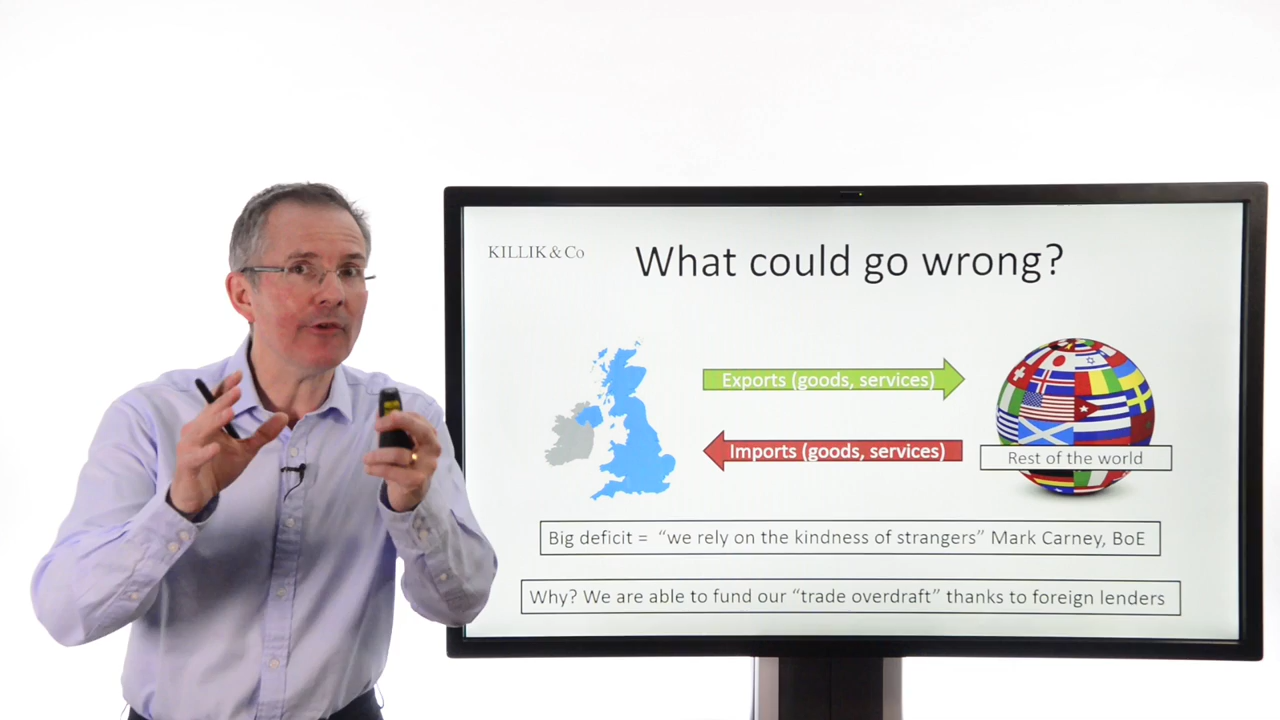 KILLIK & Co
What could go wrong?
Exports (goods, services)
Imports (goods, services)
Rest of the world
Big deficit = “we rely on the kindness of strangers” Mark Carney, BoE
Why? We are able to fund our “trade overdraft” thanks to foreign lenders